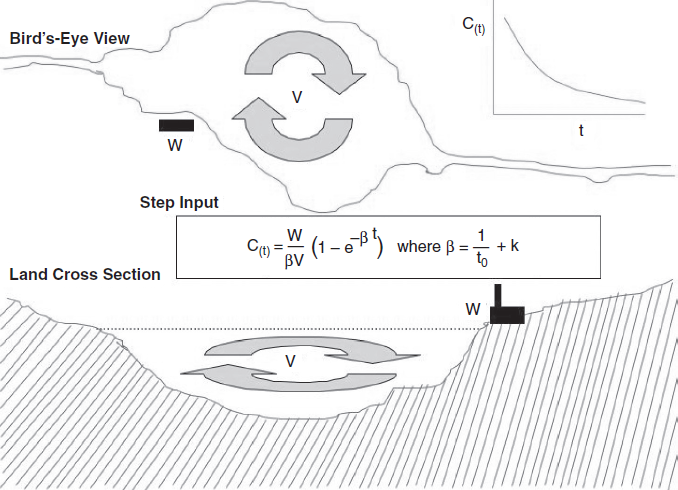 Bird's-Eye View
C(t)
V
t
W
Step Input
C(t) = W/βV (1 – e^–βt) where β = 1/t0 + k
Land Cross Section
W
V